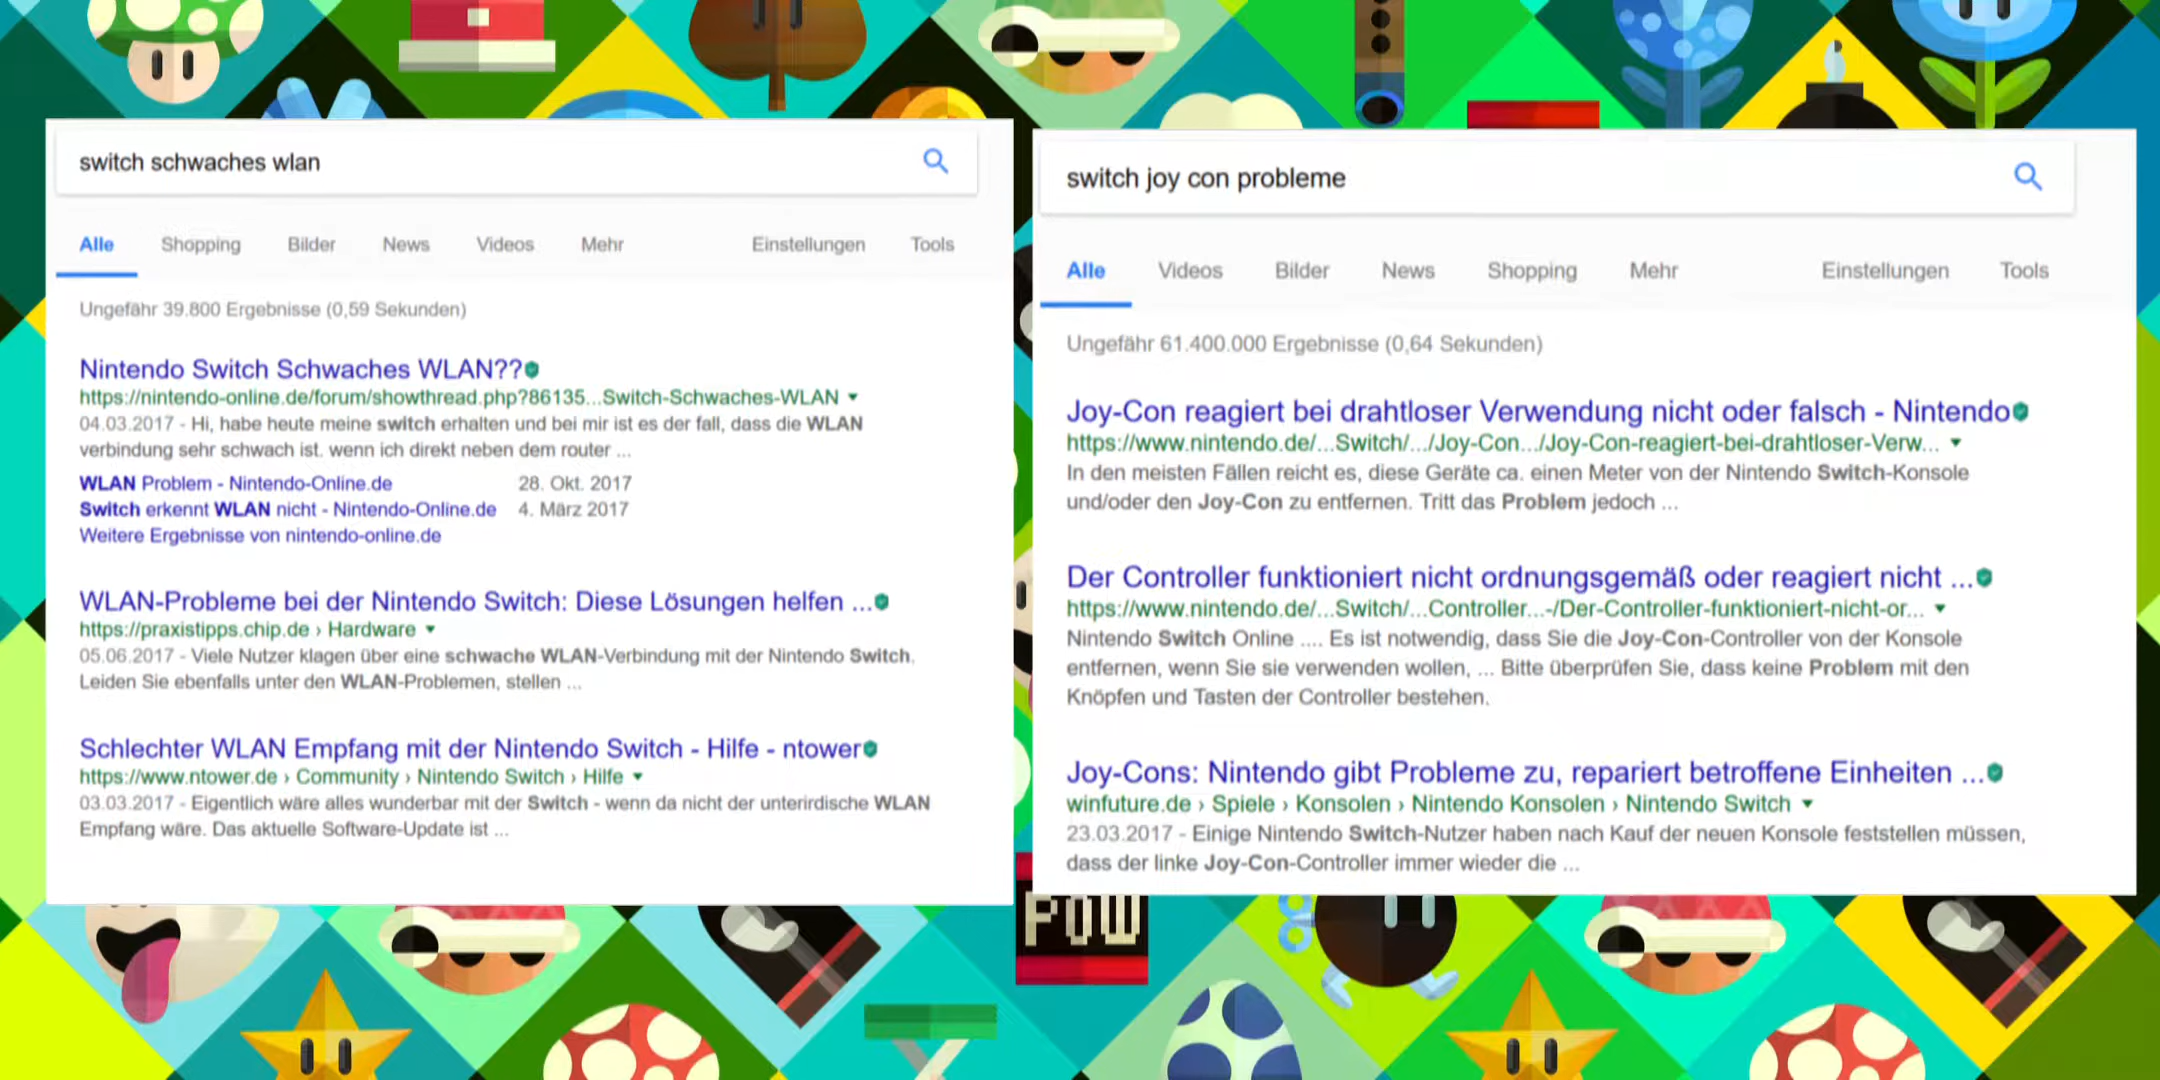 switch schwaches wlan
Alle Shopping Bilder News Videos Mehr Einstellungen Tools
Ungefähr 39.800 Ergebnisse (0,59 Sekunden)
Nintendo Switch Schwaches WLAN??
https://nintendo-online.de/forum/showthread.php?86135...Switch-Schwaches-WLAN
04.03.2017 - Hi, habe heute meine switch erhalten und bei mir ist es der fall, dass die WLAN
verbindung sehr schwach ist. wenn ich direkt neben dem router ...
WLAN Problem - Nintendo-Online.de 28. Okt. 2017
Switch erkennt WLAN nicht - Nintendo-Online.de 4. März 2017
Weitere Ergebnisse von nintendo-online.de
WLAN-Probleme bei der Nintendo Switch: Diese Lösungen helfen ...
https://praxistipps.chip.de › Hardware
05.06.2017 - Viele Nutzer klagen über eine schwache WLAN-Verbindung mit der Nintendo Switch.
Leiden Sie ebenfalls unter den WLAN-Problemen, stellen ...
Schlechter WLAN Empfang mit der Nintendo Switch - Hilfe - ntower
https://www.ntower.de › Community › Nintendo Switch › Hilfe
03.03.2017 - Eigentlich wäre alles wunderbar mit der Switch - wenn da nicht der unterirdische WLAN
Empfang wäre. Das aktuelle Software-Update ist ...
switch joy con probleme
Alle Videos Bilder News Shopping Mehr Einstellungen Tools
Ungefähr 61.400.000 Ergebnisse (0,64 Sekunden)
Joy-Con reagiert bei drahtloser Verwendung nicht oder falsch - Nintendo
https://www.nintendo.de/...Switch/.../Joy-Con.../Joy-Con-reagiert-bei-drahtloser-Verw...
In den meisten Fällen reicht es, diese Geräte ca. einen Meter von der Nintendo Switch-Konsole
und/oder den Joy-Con zu entfernen. Tritt das Problem jedoch ...
Der Controller funktioniert nicht ordnungsgemäß oder reagiert nicht ...
https://www.nintendo.de/...Switch/...Controller...-/Der-Controller-funktioniert-nicht-or...
Nintendo Switch Online .... Es ist notwendig, dass Sie die Joy-Con-Controller von der Konsole
entfernen, wenn Sie sie verwenden wollen, ... Bitte überprüfen Sie, dass keine Problem mit den
Knöpfen und Tasten der Controller bestehen.
Joy-Cons: Nintendo gibt Probleme zu, repariert betroffene Einheiten ...
winfuture.de › Spiele › Konsolen › Nintendo Konsolen › Nintendo Switch
23.03.2017 - Einige Nintendo Switch-Nutzer haben nach Kauf der neuen Konsole feststellen müssen,
dass der linke Joy-Con-Controller immer wieder die ...
POW